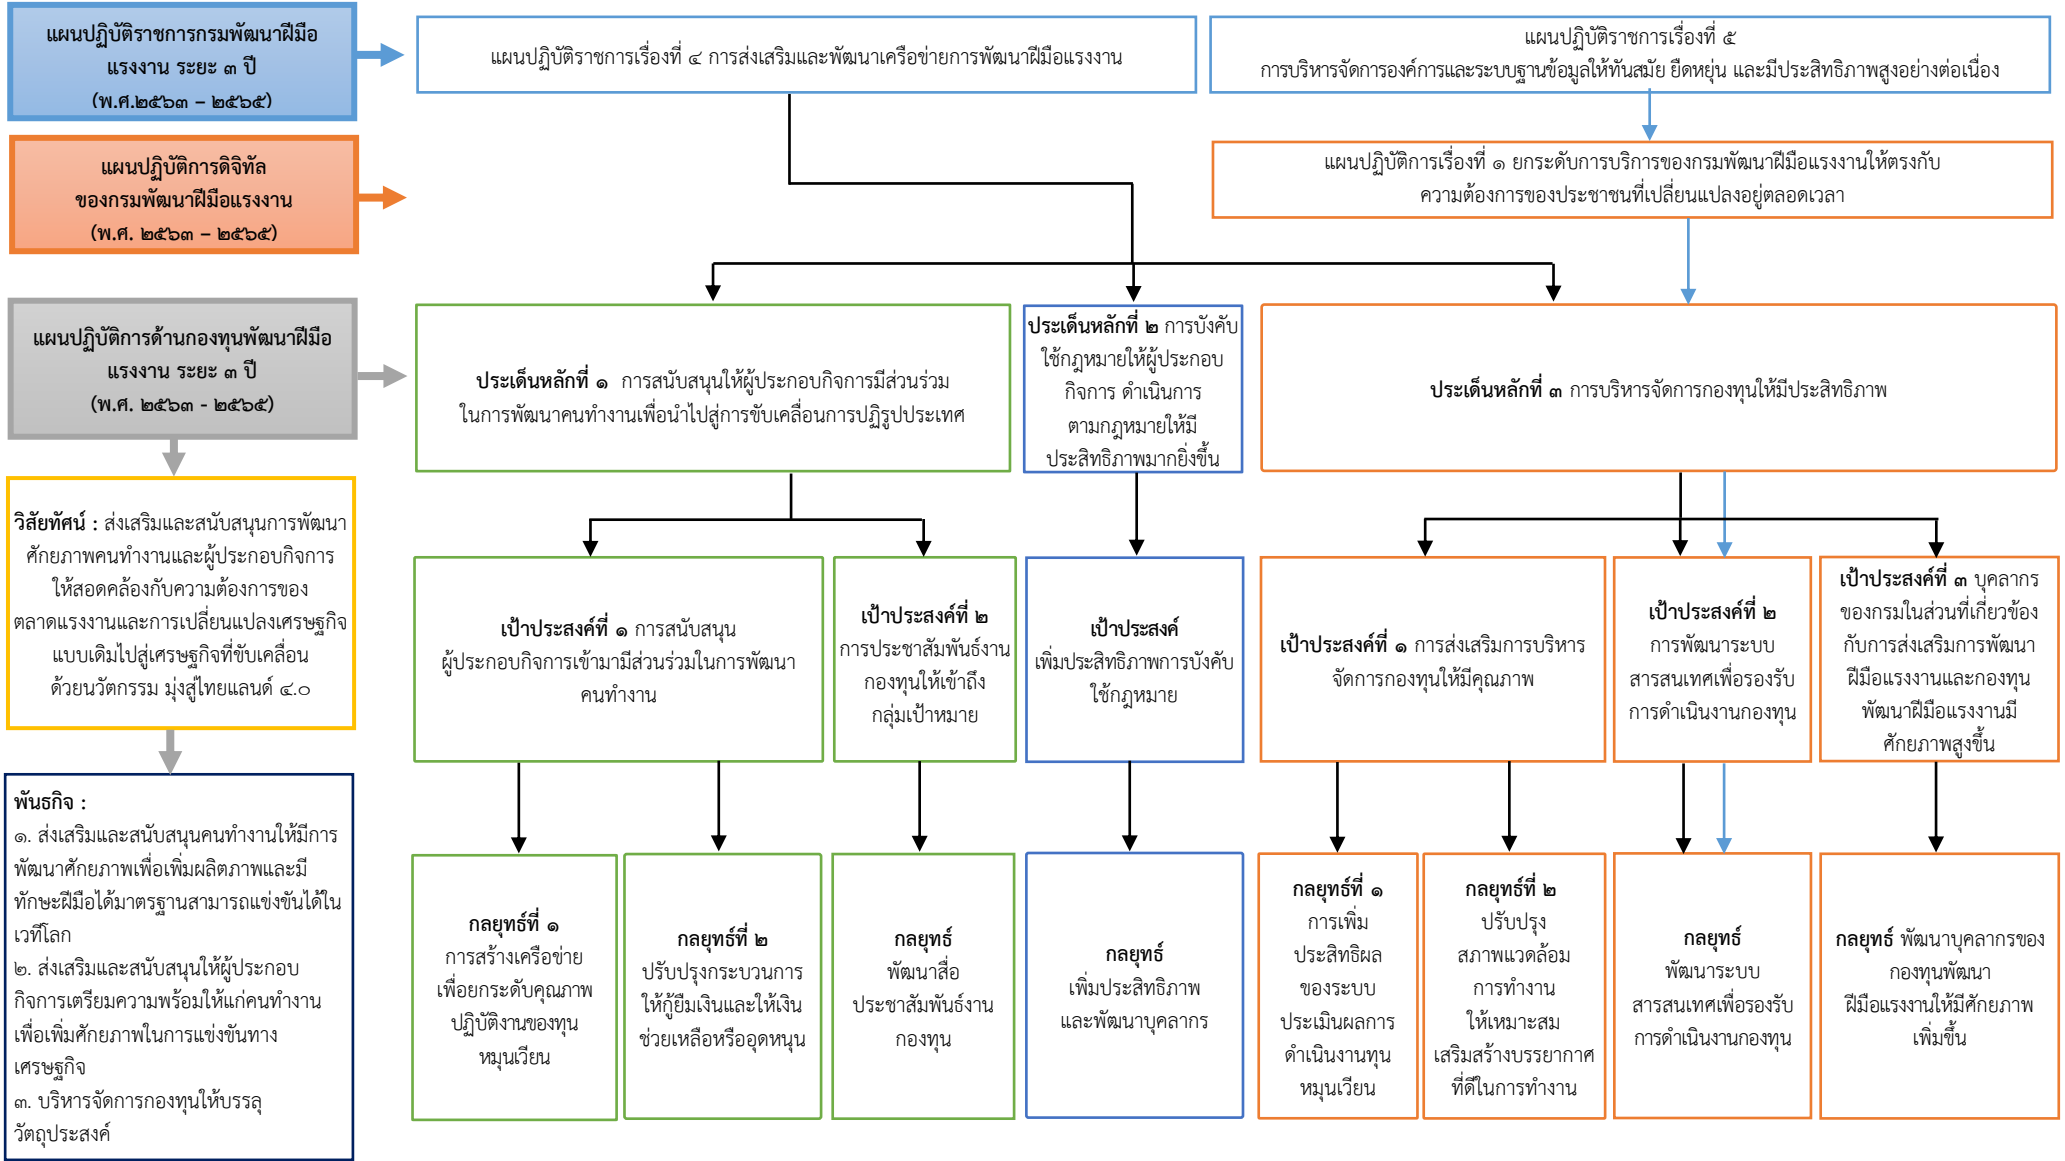 แผนปฏิบัติราชการกรมพัฒนาฝีมือ
แรงงาน ระยะ ๓ ปี
(พ.ศ.๒๕๖๓ – ๒๕๖๕)
แผนปฏิบัติราชการเรื่องที่ ๔ การส่งเสริมและพัฒนาเครือข่ายการพัฒนาฝีมือแรงงาน
แผนปฏิบัติราชการเรื่องที่ ๕
การบริหารจัดการองค์การและระบบฐานข้อมูลให้ทันสมัย ยืดหยุ่น และมีประสิทธิภาพสูงอย่างต่อเนื่อง
แผนปฏิบัติการดิจิทัล
ของกรมพัฒนาฝีมือแรงงาน
(พ.ศ. ๒๕๖๓ – ๒๕๖๕)
แผนปฏิบัติการเรื่องที่ ๑ ยกระดับการบริการของกรมพัฒนาฝีมือแรงงานให้ตรงกับ
ความต้องการของประชาชนที่เปลี่ยนแปลงอยู่ตลอดเวลา
แผนปฏิบัติการด้านกองทุนพัฒนาฝีมือ
แรงงาน ระยะ ๓ ปี
(พ.ศ. ๒๕๖๓ - ๒๕๖๕)
ประเด็นหลักที่ ๑ การสนับสนุนให้ผู้ประกอบกิจการมีส่วนร่วม
ในการพัฒนาคนทำงานเพื่อนำไปสู่การขับเคลื่อนการปฏิรูปประเทศ
ประเด็นหลักที่ ๒ การบังคับ
ใช้กฎหมายให้ผู้ประกอบ
กิจการ ดำเนินการ
ตามกฎหมายให้มี
ประสิทธิภาพมากยิ่งขึ้น
ประเด็นหลักที่ ๓ การบริหารจัดการกองทุนให้มีประสิทธิภาพ
วิสัยทัศน์ : ส่งเสริมและสนับสนุนการพัฒนา
ศักยภาพคนทำงานและผู้ประกอบกิจการ
ให้สอดคล้องกับความต้องการของ
ตลาดแรงงานและการเปลี่ยนแปลงเศรษฐกิจ
แบบเดิมไปสู่เศรษฐกิจที่ขับเคลื่อน
ด้วยนวัตกรรม มุ่งสู่ไทยแลนด์ ๔.๐
เป้าประสงค์ที่ ๑ การสนับสนุน
ผู้ประกอบกิจการเข้ามามีส่วนร่วมในการพัฒนา
คนทำงาน
เป้าประสงค์ที่ ๒
การประชาสัมพันธ์งาน
กองทุนให้เข้าถึง
กลุ่มเป้าหมาย
เป้าประสงค์
เพิ่มประสิทธิภาพการบังคับ
ใช้กฎหมาย
เป้าประสงค์ที่ ๑ การส่งเสริมการบริหาร
จัดการกองทุนให้มีคุณภาพ
เป้าประสงค์ที่ ๒
การพัฒนาระบบ
สารสนเทศเพื่อรองรับ
การดำเนินงานกองทุน
เป้าประสงค์ที่ ๓ บุคลากร
ของกรมในส่วนที่เกี่ยวข้อง
กับการส่งเสริมการพัฒนา
ฝีมือแรงงานและกองทุน
พัฒนาฝีมือแรงงานมี
ศักยภาพสูงขึ้น
พันธกิจ :
๑. ส่งเสริมและสนับสนุนคนทำงานให้มีการ
พัฒนาศักยภาพเพื่อเพิ่มผลิตภาพและมี
ทักษะฝีมือได้มาตรฐานสามารถแข่งขันได้ใน
เวทีโลก
๒. ส่งเสริมและสนับสนุนให้ผู้ประกอบ
กิจการเตรียมความพร้อมให้แก่คนทำงาน
เพื่อเพิ่มศักยภาพในการแข่งขันทาง
เศรษฐกิจ
๓. บริหารจัดการกองทุนให้บรรลุ
วัตถุประสงค์
กลยุทธ์ที่ ๑
การสร้างเครือข่าย
เพื่อยกระดับคุณภาพ
ปฏิบัติงานของทุน
หมุนเวียน
กลยุทธ์ที่ ๒
ปรับปรุงกระบวนการ
ให้กู้ยืมเงินและให้เงิน
ช่วยเหลือหรืออุดหนุน
กลยุทธ์
พัฒนาสื่อ
ประชาสัมพันธ์งาน
กองทุน
กลยุทธ์
เพิ่มประสิทธิภาพ
และพัฒนาบุคลากร
กลยุทธ์ที่ ๑
การเพิ่ม
ประสิทธิผล
ของระบบ
ประเมินผลการ
ดำเนินงานทุน
หมุนเวียน
กลยุทธ์ที่ ๒
ปรับปรุง
สภาพแวดล้อม
การทำงาน
ให้เหมาะสม
เสริมสร้างบรรยากาศ
ที่ดีในการทำงาน
กลยุทธ์
พัฒนาระบบ
สารสนเทศเพื่อรองรับ
การดำเนินงานกองทุน
กลยุทธ์ พัฒนาบุคลากรของ
กองทุนพัฒนา
ฝีมือแรงงานให้มีศักยภาพ
เพิ่มขึ้น